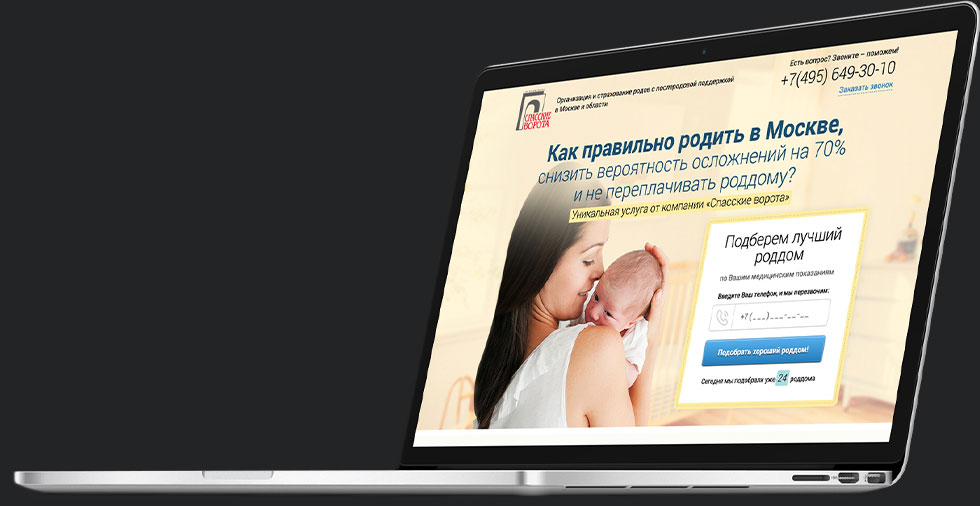 Есть вопрос? Звоните – поможем!
+7(495) 649-30-10
Заказать звонок
СПАССКИЕ
ВОРОТА
Организация и страхование родов с послеродовой поддержкой
в Москве и области
Как правильно родить в Москве,
снизить вероятность осложнений на 70%
и не переплачивать роддому?
Уникальная услуга от компании «Спасские ворота»
Подберем лучший
роддом
по Вашим медицинским показаниям
Введите Ваш телефон, и мы перезвоним:
+7 (___)___-__-__
Подобрать хороший роддом!
Сегодня мы подобрали уже 24 роддома